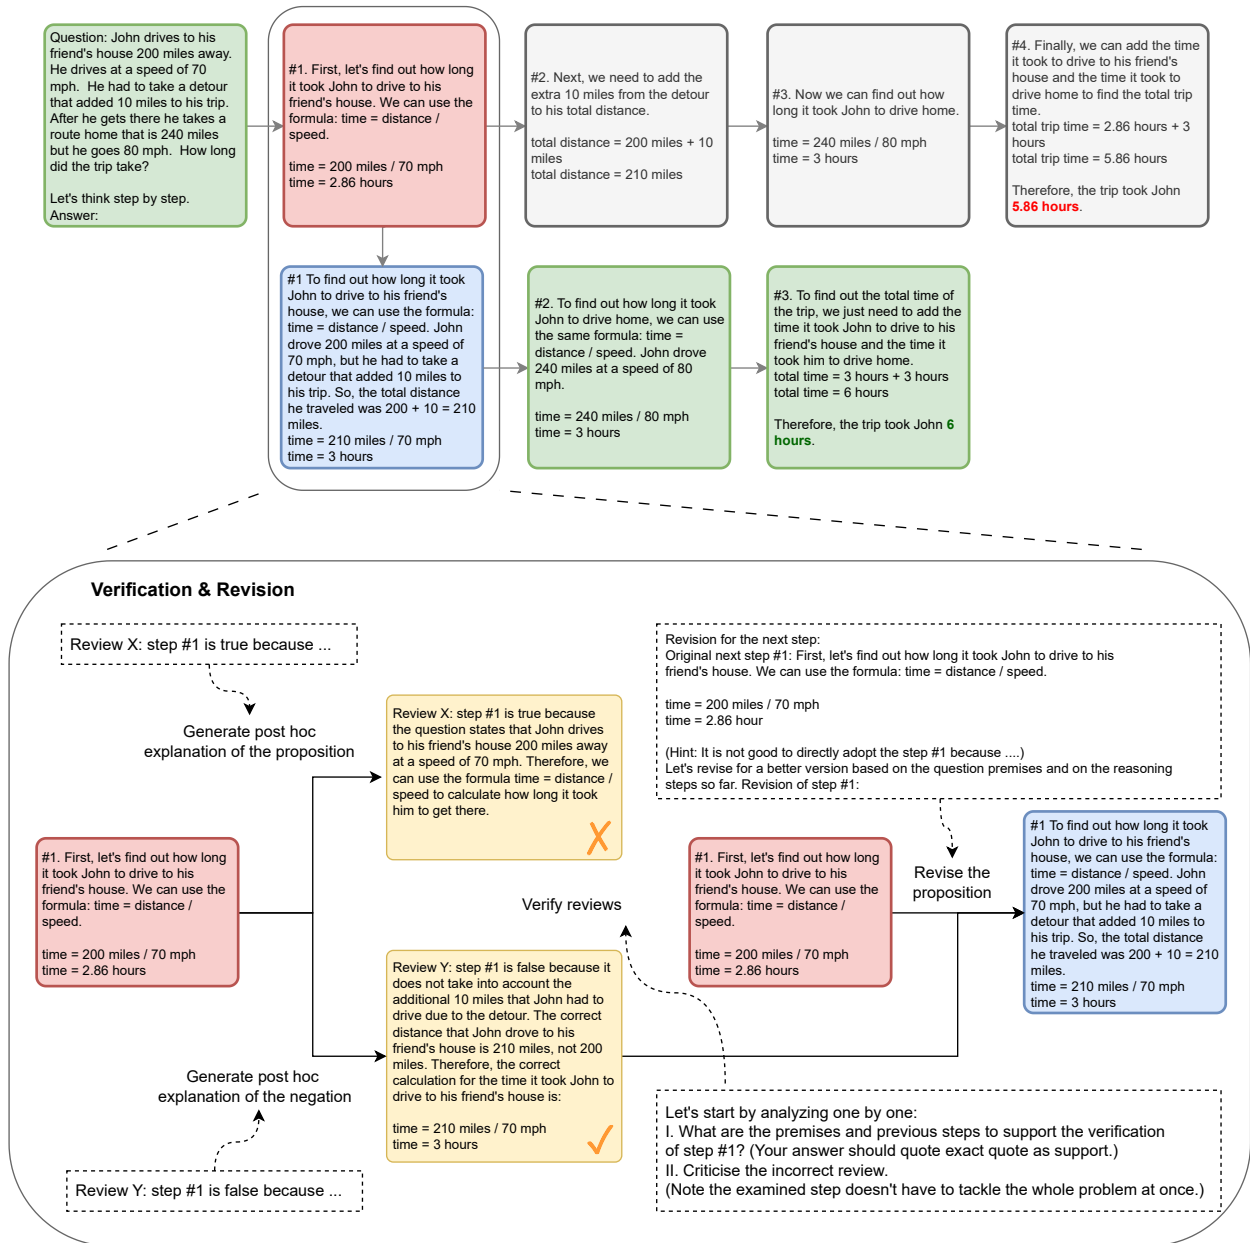 Question: John drives to his
friend's house 200 miles away.
He drives at a speed of 70
mph.  He had to take a detour
that added 10 miles to his trip.
After he gets there he takes a
route home that is 240 miles
but he goes 80 mph.  How long
did the trip take?
Let's think step by step.
Answer:
#1. First, let's find out how long
it took John to drive to his
friend's house. We can use the
formula: time = distance /
speed.
time = 200 miles / 70 mph
time = 2.86 hours
#2. Next, we need to add the
extra 10 miles from the detour
to his total distance.
total distance = 200 miles + 10
miles
total distance = 210 miles
#3. Now we can find out how
long it took John to drive home.
time = 240 miles / 80 mph
time = 3 hours
#4. Finally, we can add the time
it took to drive to his friend's
house and the time it took to
drive home to find the total trip
time.
total trip time = 2.86 hours + 3
hours
total trip time = 5.86 hours
Therefore, the trip took John
5.86 hours.
#1 To find out how long it took
John to drive to his friend's
house, we can use the formula:
time = distance / speed. John
drove 200 miles at a speed of
70 mph, but he had to take a
detour that added 10 miles to
his trip. So, the total distance
he traveled was 200 + 10 = 210
miles.
time = 210 miles / 70 mph
time = 3 hours
#2. To find out how long it took
John to drive home, we can use
the same formula: time =
distance / speed. John drove
240 miles at a speed of 80
mph.
time = 240 miles / 80 mph
time = 3 hours
#3. To find out the total time of
the trip, we just need to add the
time it took John to drive to his
friend's house and the time it
took him to drive home.
total time = 3 hours + 3 hours
total time = 6 hours
Therefore, the trip took John 6
hours.
Verification & Revision
Review X: step #1 is true because ...
Generate post hoc
explanation of the proposition
Review X: step #1 is true because
the question states that John drives
to his friend's house 200 miles away
at a speed of 70 mph. Therefore, we
can use the formula time = distance /
speed to calculate how long it took
him to get there.
Revision for the next step:
Original next step #1: First, let's find out how long it took John to drive to his
friend's house. We can use the formula: time = distance / speed.
time = 200 miles / 70 mph
time = 2.86 hour
(Hint: It is not good to directly adopt the step #1 because ....)
Let's revise for a better version based on the question premises and on the reasoning
steps so far. Revision of step #1:
#1. First, let's find out how long
it took John to drive to his
friend's house. We can use the
formula: time = distance /
speed.
time = 200 miles / 70 mph
time = 2.86 hours
Verify reviews
#1. First, let's find out how long
it took John to drive to his
friend's house. We can use the
formula: time = distance /
speed.
time = 200 miles / 70 mph
time = 2.86 hours
Revise the
proposition
#1 To find out how long it took
John to drive to his friend's
house, we can use the formula:
time = distance / speed. John
drove 200 miles at a speed of
70 mph, but he had to take a
detour that added 10 miles to
his trip. So, the total distance
he traveled was 200 + 10 = 210
miles.
time = 210 miles / 70 mph
time = 3 hours
Review Y: step #1 is false because it
does not take into account the
additional 10 miles that John had to
drive due to the detour. The correct
distance that John drove to his
friend's house is 210 miles, not 200
miles. Therefore, the correct
calculation for the time it took John to
drive to his friend's house is:
time = 210 miles / 70 mph
time = 3 hours
Generate post hoc
explanation of the negation
Review Y: step #1 is false because ...
Let's start by analyzing one by one:
I. What are the premises and previous steps to support the verification
of step #1? (Your answer should quote exact quote as support.)
II. Criticise the incorrect review.
(Note the examined step doesn't have to tackle the whole problem at once.)